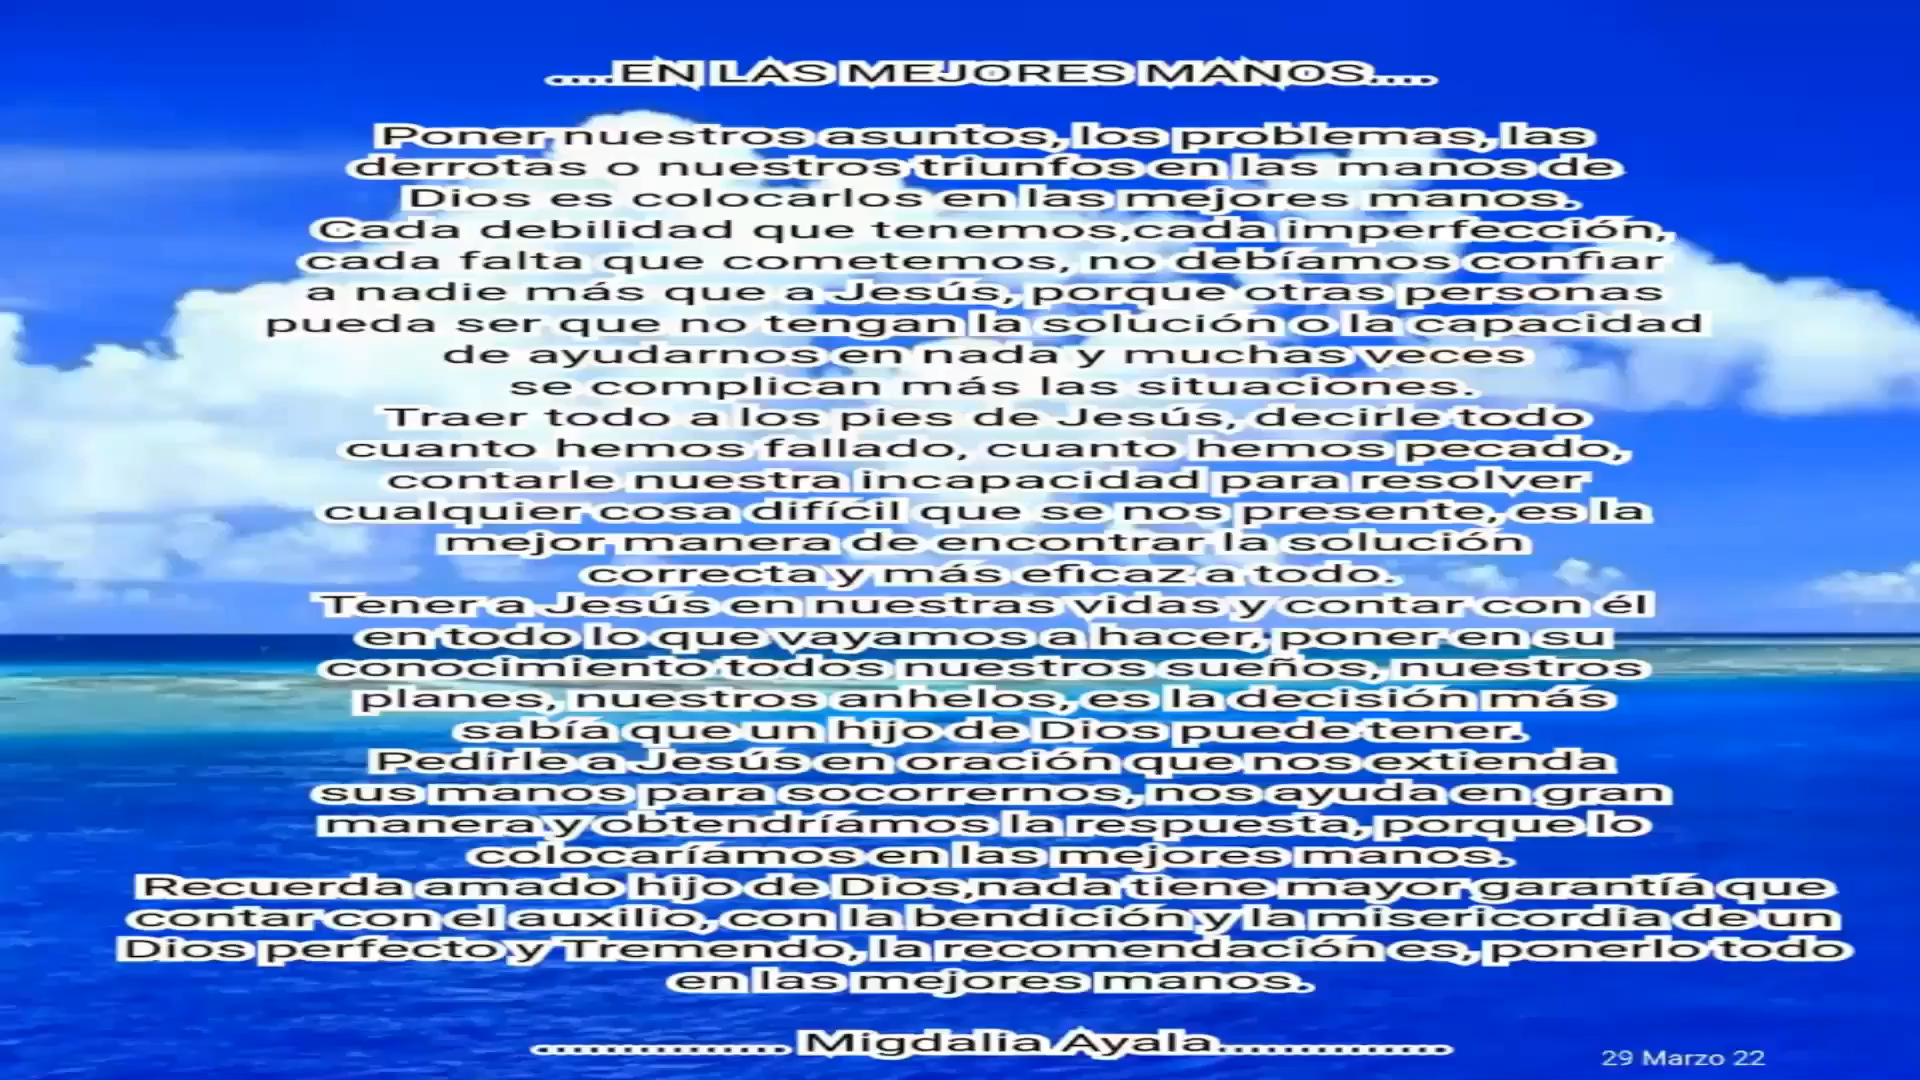 ....EN LAS MEJORES MANOS....
Poner nuestros asuntos, los problemas, las
derrotas o nuestros triunfos en las manos de
Dios es colocarlos en las mejores manos.
Cada debilidad que tenemos,cada imperfección,
cada falta que cometemos, no debíamos confiar
a nadie más que a Jesús, porque otras personas
pueda ser que no tengan la solución o la capacidad
de ayudarnos en nada y muchas veces
se complican más las situaciones.
Traer todo a los pies de Jesús, decirle todo
cuanto hemos fallado, cuanto hemos pecado,
contarle nuestra incapacidad para resolver
cualquier cosa difícil que se nos presente, es la
mejor manera de encontrar la solución
correcta y más eficaz a todo.
Tener a Jesús en nuestras vidas y contar con él
en todo lo que vayamos a hacer, poner en su
conocimiento todos nuestros sueños, nuestros
planes, nuestros anhelos, es la decisión más
sabía que un hijo de Dios puede tener.
Pedirle a Jesús en oración que nos extienda
sus manos para socorrernos, nos ayuda en gran
manera y obtendríamos la respuesta, porque lo
colocaríamos en las mejores manos.
Recuerda amado hijo de Dios,nada tiene mayor garantía que
contar con el auxilio, con la bendición y la misericordia de un
Dios perfecto y Tremendo, la recomendación es, ponerlo todo
en las mejores manos.
............... Migdalia Ayala..............
29 Marzo 22